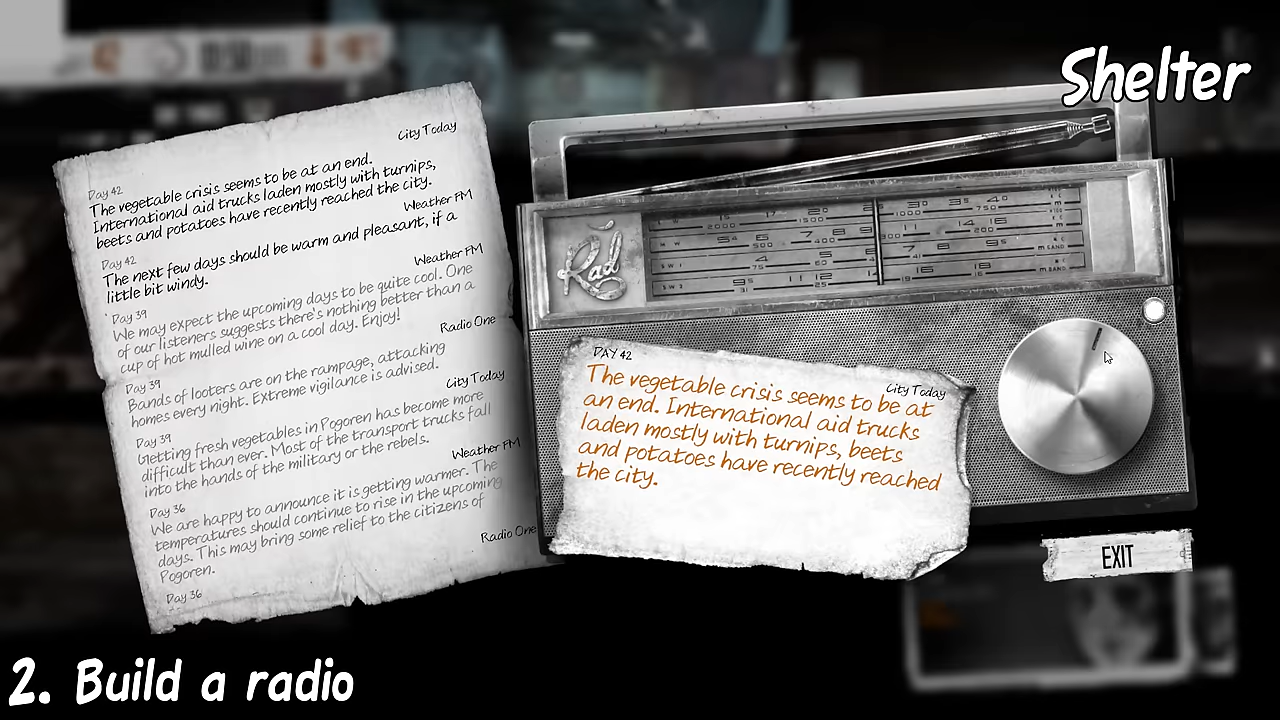 Shelter
City Today
Day 42
The vegetable crisis seems to be at an end.
International aid trucks laden mostly with turnips,
beets and potatoes have recently reached the city.
Weather FM
Day 42
The next few days should be warm and pleasant, if a
little bit windy.
Weather FM
Day 39
We may expect the upcoming days to be quite cool. One
of our listeners suggests there's nothing better than a
cup of hot mulled wine on a cool day. Enjoy!
Radio One
Day 39
Bands of looters are on the rampage, attacking
homes every night. Extreme vigilance is advised.
City Today
Day 39
Getting fresh vegetables in Pogoren has become more
difficult than ever. Most of the transport trucks fall
into the hands of the military or the rebels.
Weather FM
Day 36
We are happy to announce it is getting warmer. The
temperatures should continue to rise in the upcoming
days. This may bring some relief to the citizens of
Pogoren.
Radio One
Day 36
Rad
DAY 42
City Today
The vegetable crisis seems to be at
an end. International aid trucks
laden mostly with turnips, beets
and potatoes have recently reached
the city.
EXIT
2. Build a radio